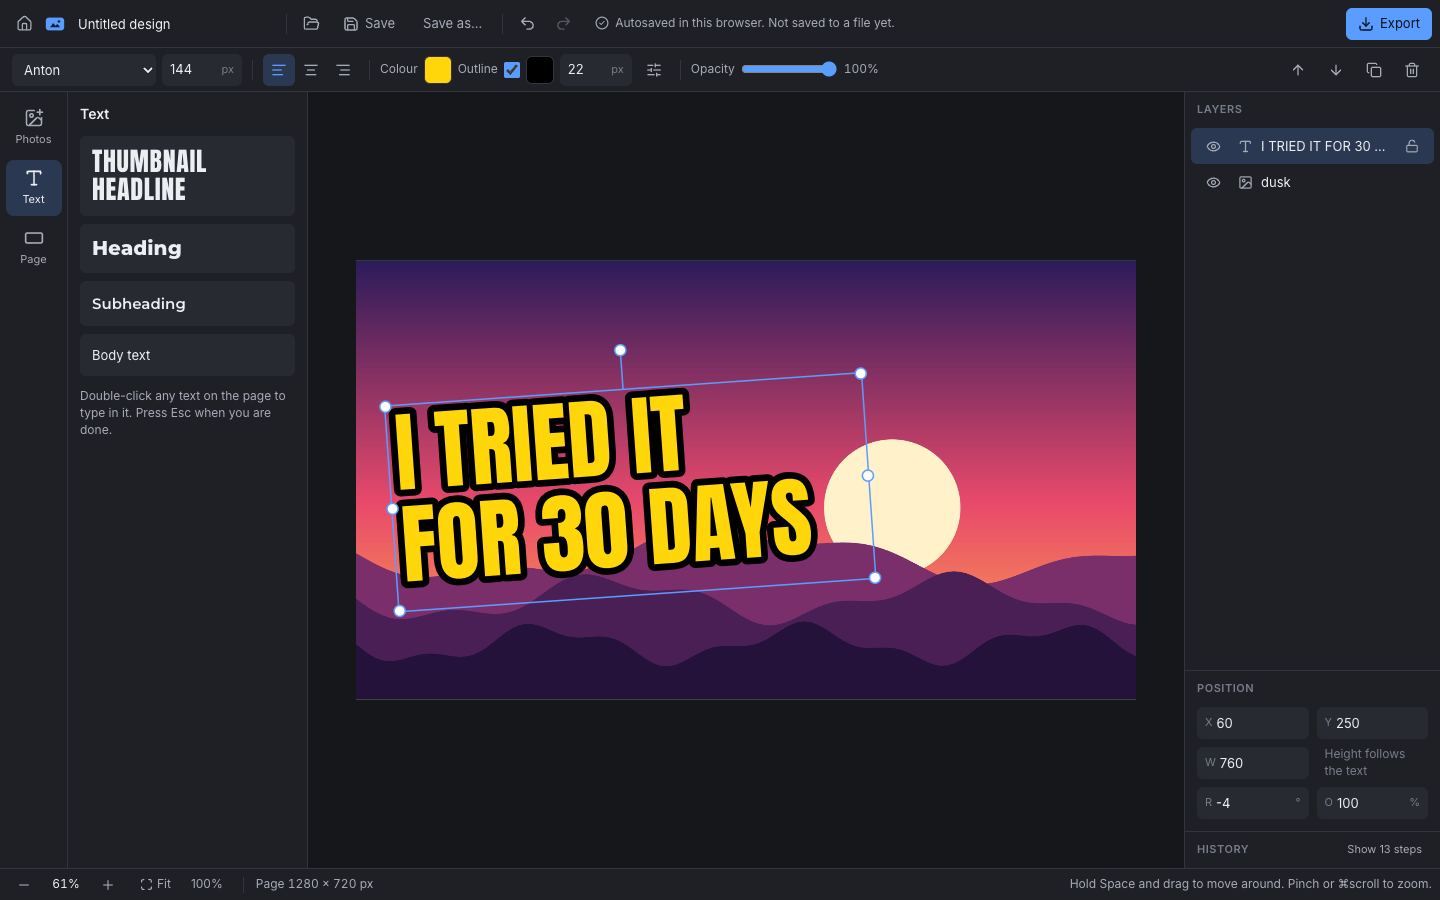 Untitled design
Save
Save as...
Autosaved in this browser. Not saved to a file yet.
Export
Anton
144 px
Colour
Outline
22 px
Opacity
100%
Photos
Text
Page
Text
THUMBNAIL
HEADLINE
Heading
Subheading
Body text
Double-click any text on the page to
type in it. Press Esc when you are
done.
I TRIED IT
FOR 30 DAYS
LAYERS
I TRIED IT FOR 30 ...
dusk
POSITION
X 60
Y 250
W 760
Height follows
the text
R -4 °
O 100 %
HISTORY
Show 13 steps
61%
Fit
100%
Page 1280 × 720 px
Hold Space and drag to move around. Pinch or ⌘scroll to zoom.